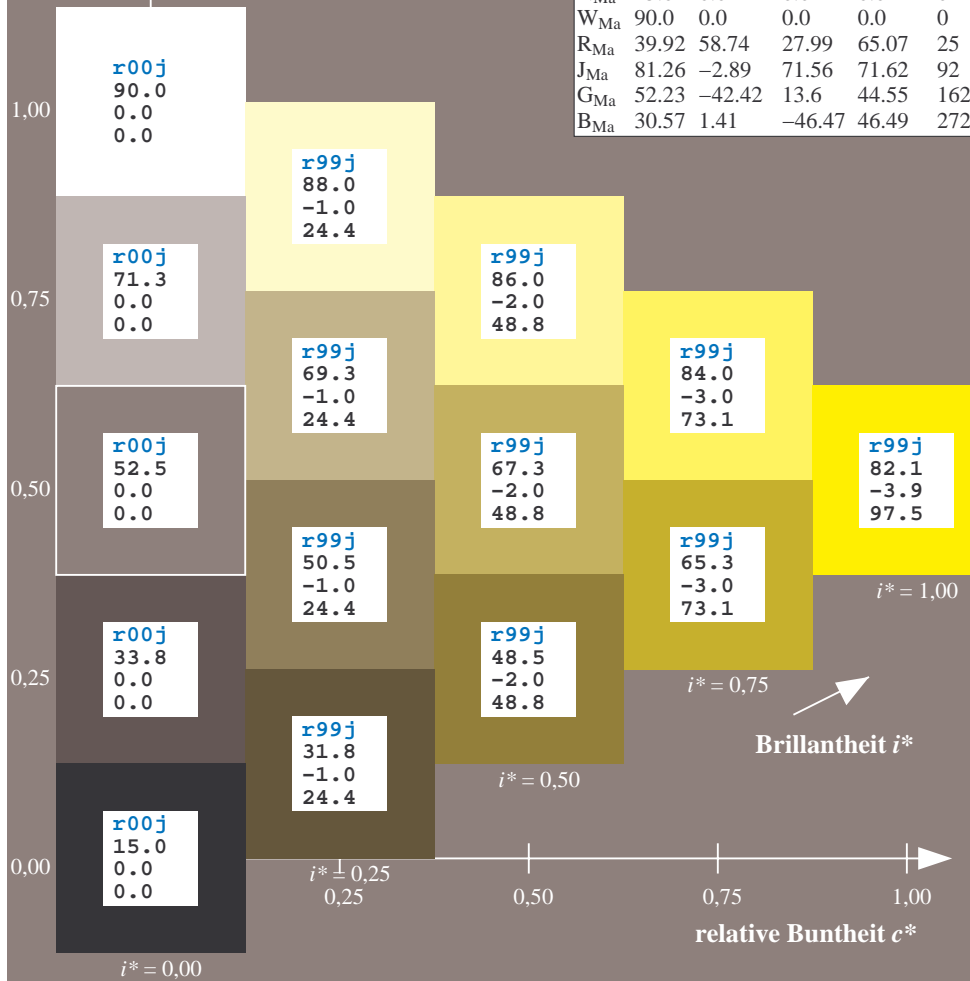 W_Ma 90.0 0.0 0.0 0.0 0
R_Ma 39.92 58.74 27.99 65.07 25
J_Ma 81.26 −2.89 71.56 71.62 92
G_Ma 52.23 −42.42 13.6 44.55 162
B_Ma 30.57 1.41 −46.47 46.49 272
r00j
90.0
0.0
0.0
1,00
r99j
88.0
-1.0
24.4
r00j
71.3
0.0
0.0
r99j
86.0
-2.0
48.8
0,75
r99j
69.3
-1.0
24.4
r99j
84.0
-3.0
73.1
r00j
52.5
0.0
0.0
r99j
67.3
-2.0
48.8
r99j
82.1
-3.9
97.5
0,50
r99j
50.5
-1.0
24.4
r99j
65.3
-3.0
73.1
i* = 1,00
r00j
33.8
0.0
0.0
r99j
48.5
-2.0
48.8
0,25
i* = 0,75
r99j
31.8
-1.0
24.4
Brillantheit i*
i* = 0,50
r00j
15.0
0.0
0.0
0,00
i* = 0,25
0,25 0,50 0,75 1,00
relative Buntheit c*
i* = 0,00